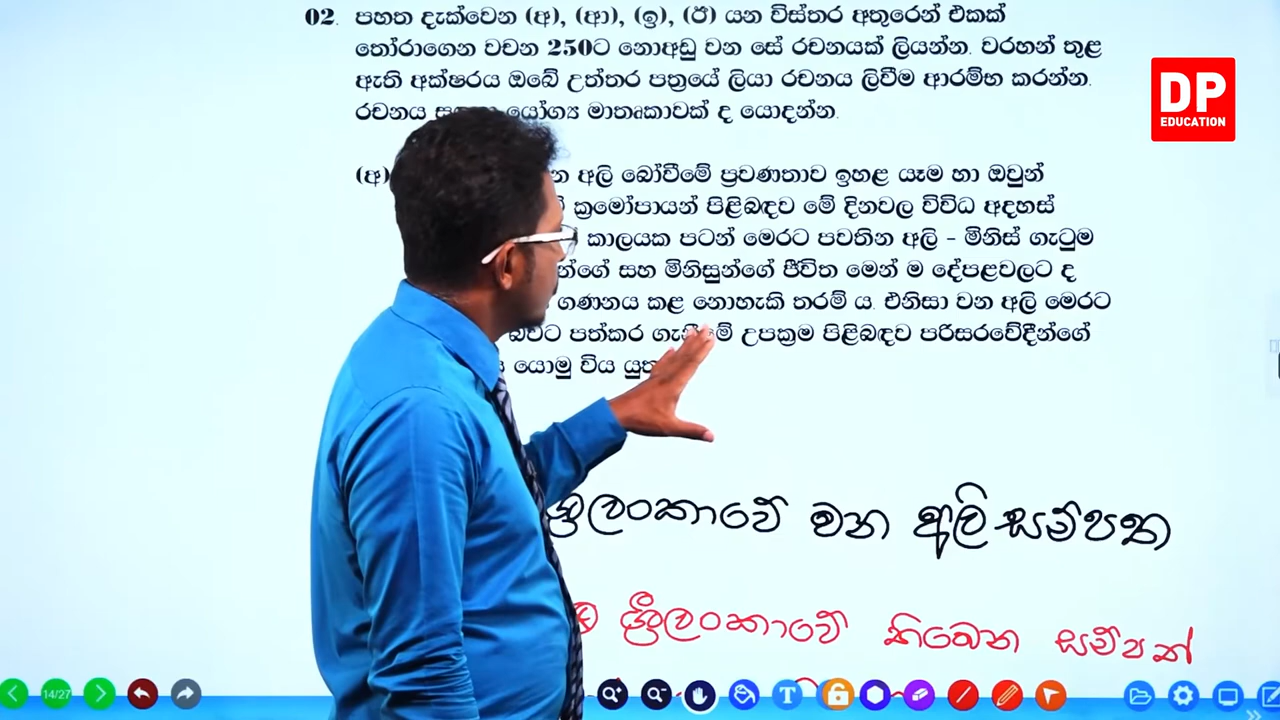 02. පහත දැක්වෙන (අ), (ආ), (ඉ), (ඊ) යන විස්තර අතුරෙන් එකක්
තෝරාගෙන වචන 250ට නොඅඩු වන සේ රචනයක් ලියන්න. වරහන් තුළ
ඇති අක්ෂරය ඔබේ උත්තර පත්‍රයේ ලියා රචනය ලිවීම ආරම්භ කරන්න.
රචනය යෝග්‍ය මාතෘකාවක් ද යොදන්න.
DP
EDUCATION
(අ) අලි බෝවීමේ ප්‍රවණතාව ඉහළ යෑම හා ඔවුන්
ක්‍රමෝපායන් පිළිබඳව මේ දිනවල විවිධ අදහස්
කාලයක පටන් මෙරට පවතින අලි – මිනිස් ගැටුම
සහ මිනිසුන්ගේ ජීවිත මෙන් ම දේපළවලට ද
ගණනය කළ නොහැකි තරම් ය. එනිසා වන අලි මෙරට
පත්කර ගැනීමේ උපක්‍රම පිළිබඳව පරිසරවේදීන්ගේ
යොමු විය
ශ්‍රීලංකාවේ වන අලි සම්පත
ශ්‍රීලංකාවේ තිබෙන සම්පත්
14/27